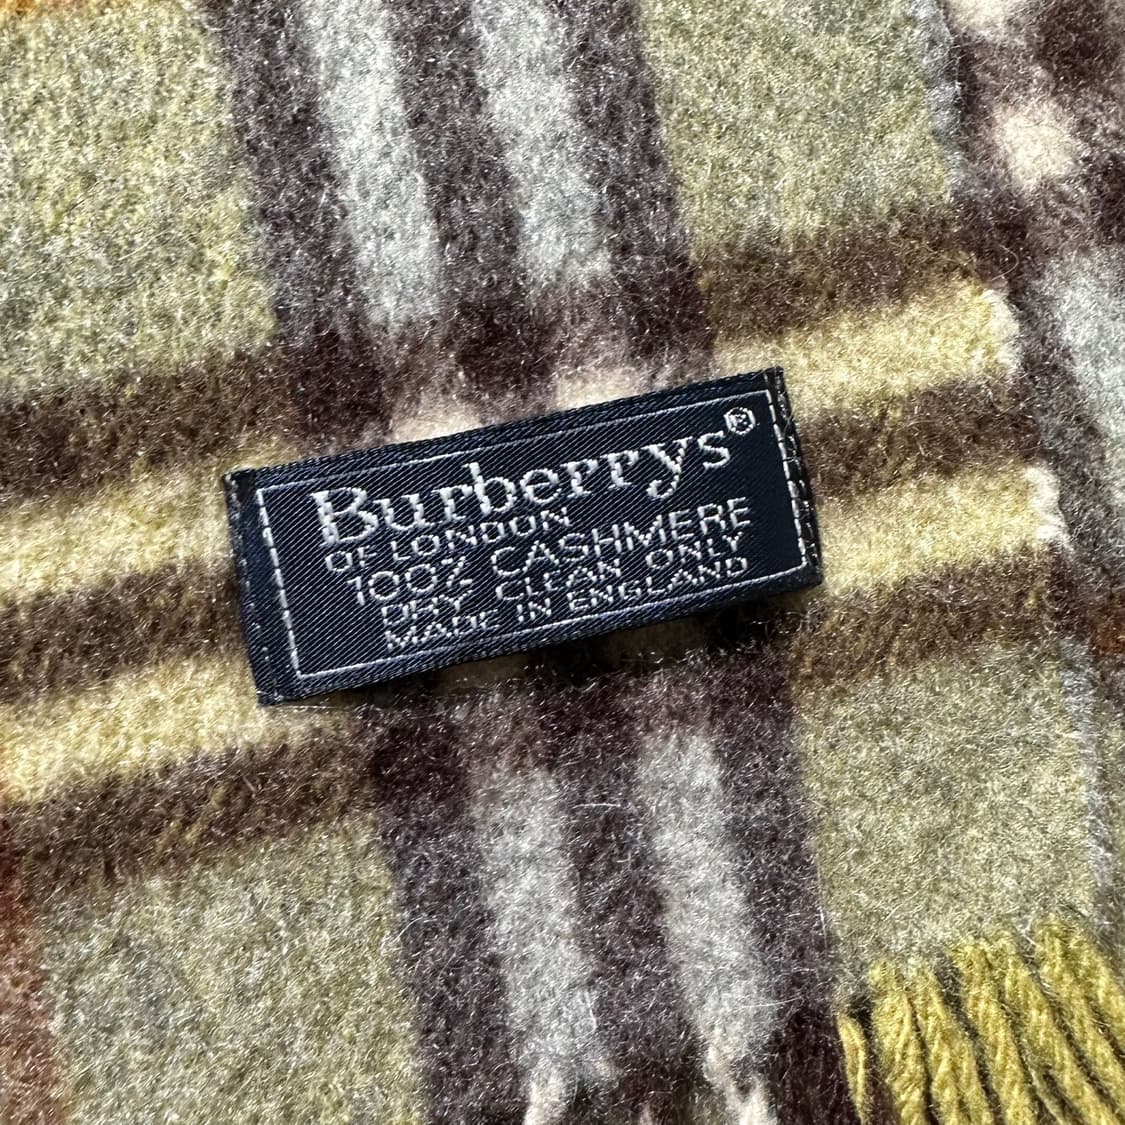 Burberrys®
OF LONDON
100% CASHMERE
DRY CLEAN ONLY
MADE IN ENGLAND